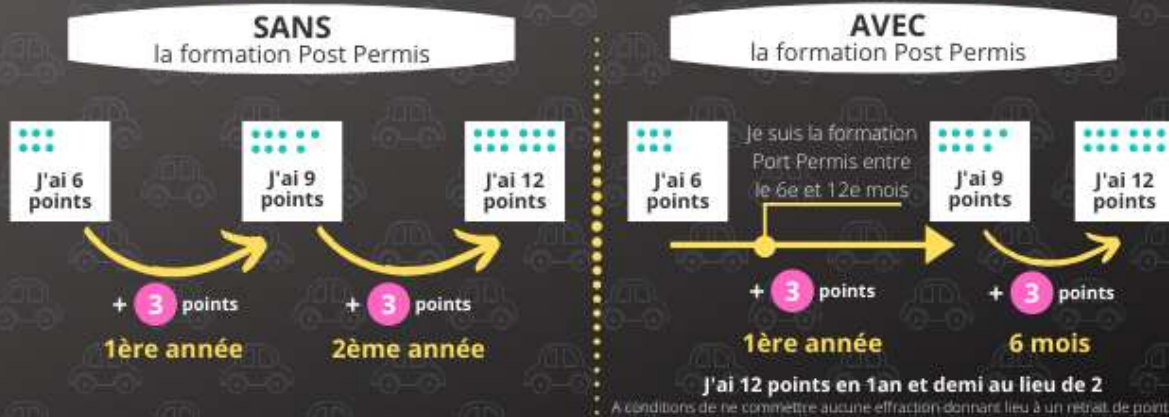 SANS
la formation Post Permis
J'ai 6
points
J'ai 9
points
J'ai 12
points
+ 3 points
1ère année
+ 3 points
2ème année
AVEC
la formation Post Permis
J'ai 6
points
Je suis la formation
Port Permis entre
le 6e et 12e mois
J'ai 9
points
J'ai 12
points
+ 3 points
1ère année
+ 3 points
6 mois
J'ai 12 points en 1an et demi au lieu de 2
A conditions de ne commettre aucune effraction donnant lieu à un retrait de point